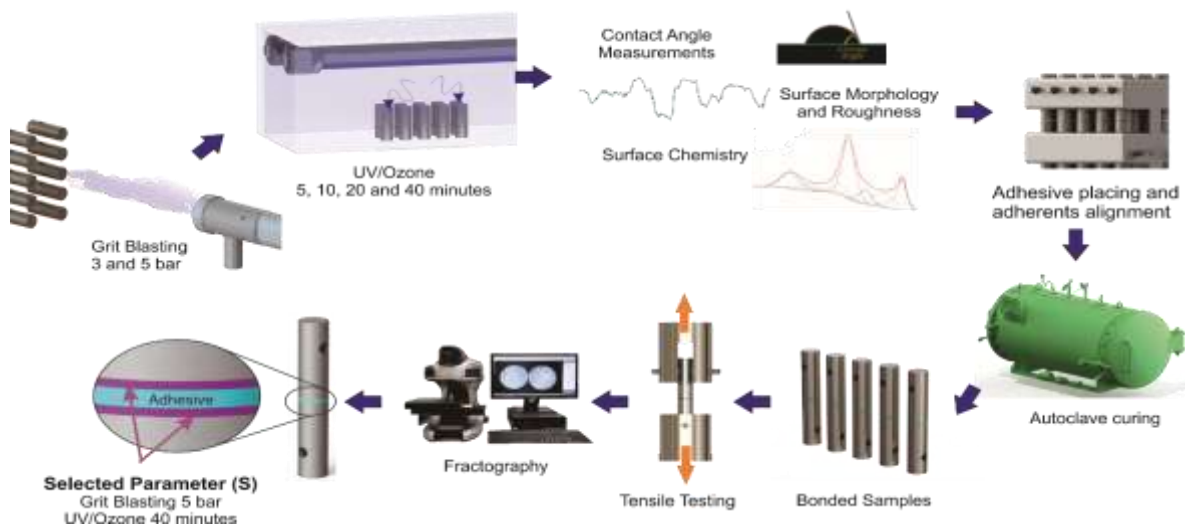 Grit Blasting
3 and 5 bar
UV/Ozone
5, 10, 20 and 40 minutes
Contact Angle
Measurements
Surface Morphology
and Roughness
Surface Chemistry
Adhesive placing and
adherents alignment
Autoclave curing
Bonded Samples
Tensile Testing
Fractography
Adhesive
Selected Parameter (S)
Grit Blasting 5 bar
UV/Ozone 40 minutes